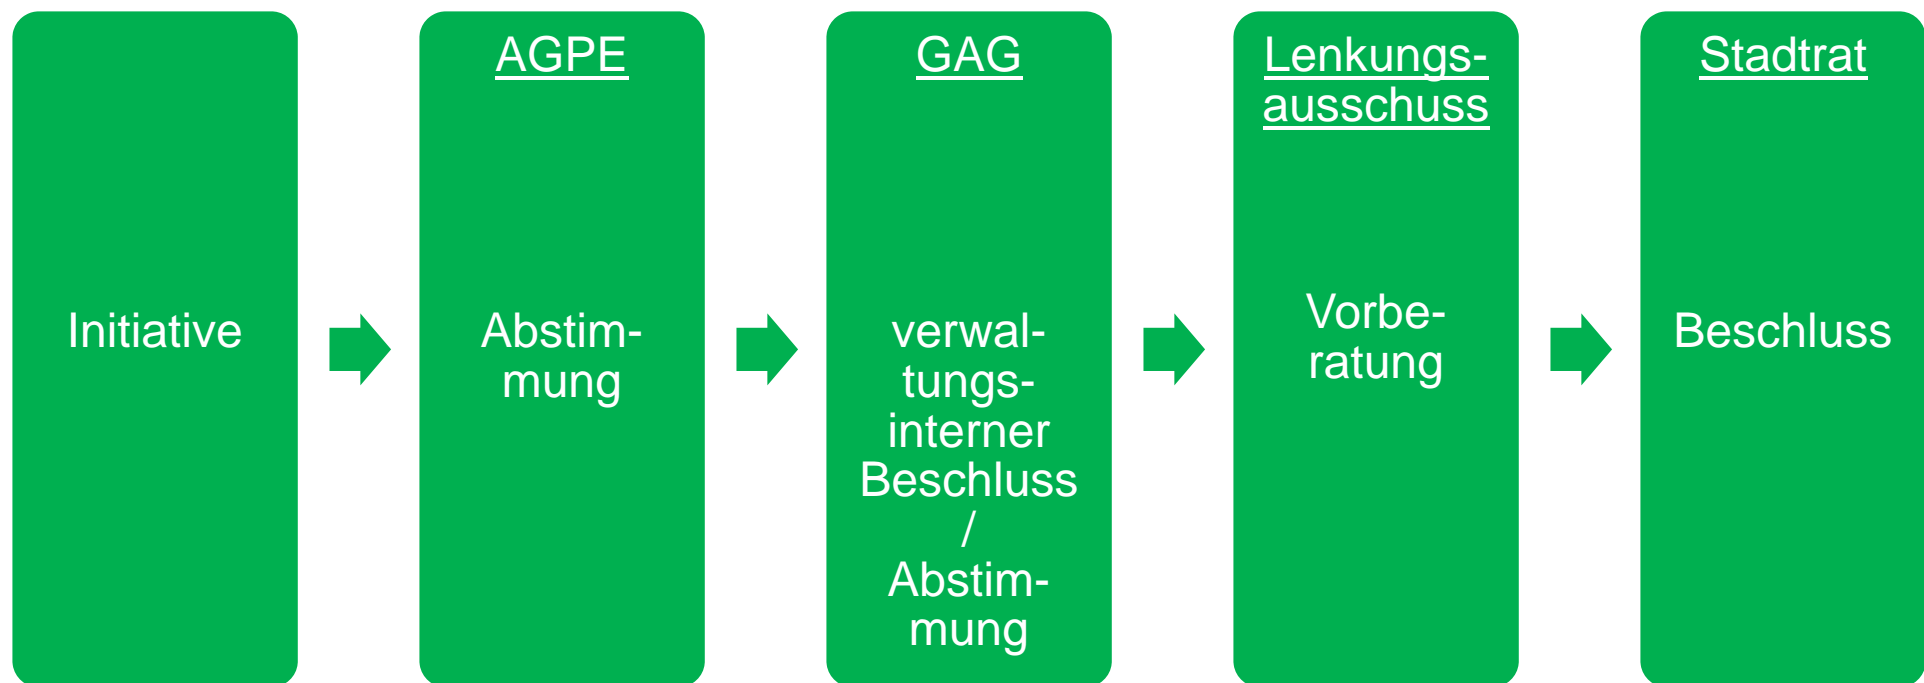 Initiative
AGPE
Abstim-
mung
GAG
verwal-
tungs-
interner
Beschluss
/
Abstim-
mung
Lenkungs-
ausschuss
Vorbe-
ratung
Stadtrat
Beschluss